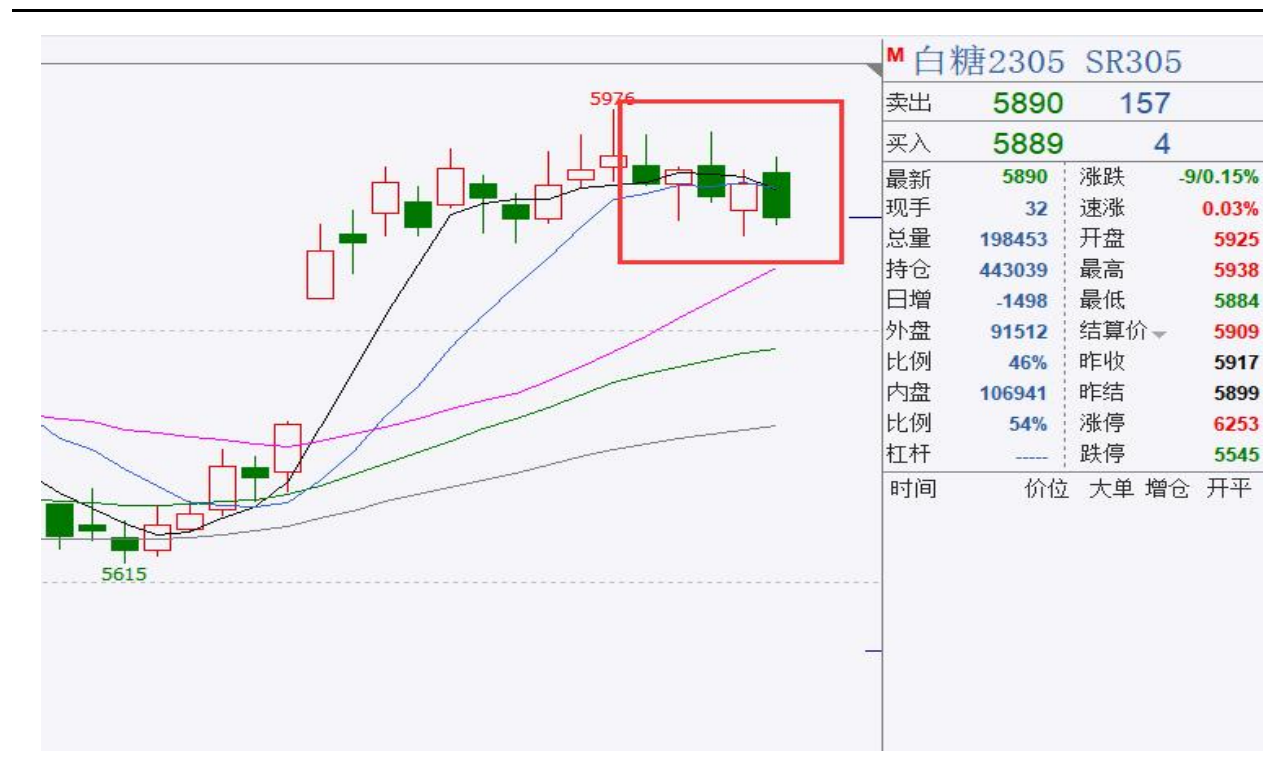 5976
5615
M 白糖2305 SR305
卖出 5890 157
买入 5889 4
最新 5890 涨跌 -9/0.15%
现手 32 速涨 0.03%
总量 198453 开盘 5925
持仓 443039 最高 5938
日增 -1498 最低 5884
外盘 91512 结算价 5909
比例 46% 昨收 5917
内盘 106941 昨结 5899
比例 54% 涨停 6253
杠杆 ----- 跌停 5545
时间 价位 大单 增仓 开平